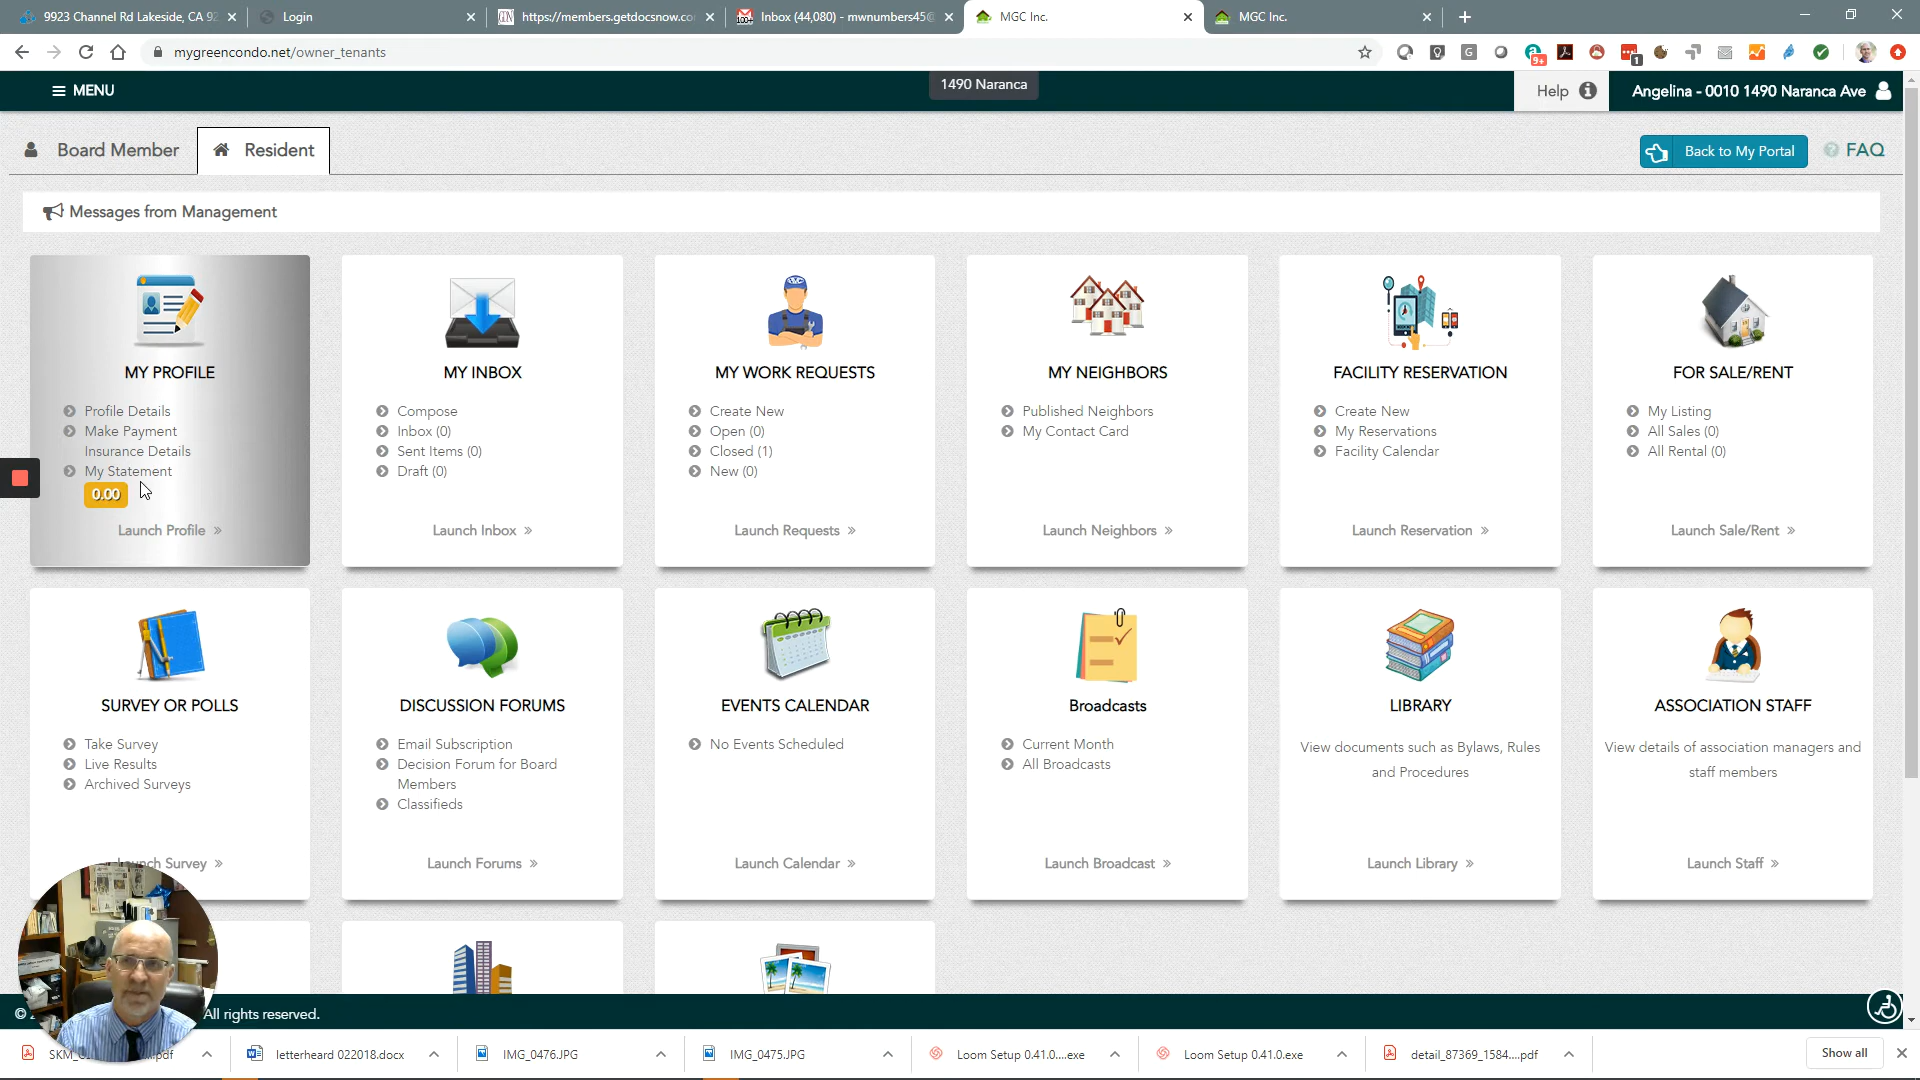 9923 Channel Rd Lakeside, CA 92
Login
GDN
https://members.getdocsnow.co
100+
Inbox (44,080) - mwnumbers45@
MGC Inc.
MGC Inc.
mygreencondo.net/owner_tenants
9+
1
MENU
1490 Naranca
Help
Angelina - 0010 1490 Naranca Ave
Board Member
Resident
Back to My Portal
FAQ
Messages from Management
MY PROFILE
Profile Details
Make Payment
Insurance Details
My Statement
0.00
Launch Profile »
MY INBOX
Compose
Inbox (0)
Sent Items (0)
Draft (0)
Launch Inbox »
MY WORK REQUESTS
Create New
Open (0)
Closed (1)
New (0)
Launch Requests »
MY NEIGHBORS
Published Neighbors
My Contact Card
Launch Neighbors »
FACILITY RESERVATION
Create New
My Reservations
Facility Calendar
Launch Reservation »
FOR SALE/RENT
My Listing
All Sales (0)
All Rental (0)
Launch Sale/Rent »
SURVEY OR POLLS
Take Survey
Live Results
Archived Surveys
Survey »
DISCUSSION FORUMS
Email Subscription
Decision Forum for Board
Members
Classifieds
Launch Forums »
EVENTS CALENDAR
No Events Scheduled
Launch Calendar »
Broadcasts
Current Month
All Broadcasts
Launch Broadcast »
LIBRARY
View documents such as Bylaws, Rules
and Procedures
Launch Library »
ASSOCIATION STAFF
View details of association managers and
staff members
Launch Staff »
©
All rights reserved.
letterheard 022018.docx
IMG_0476.JPG
IMG_0475.JPG
Loom Setup 0.41.0....exe
Loom Setup 0.41.0.exe
detail_87369_1584....pdf
Show all